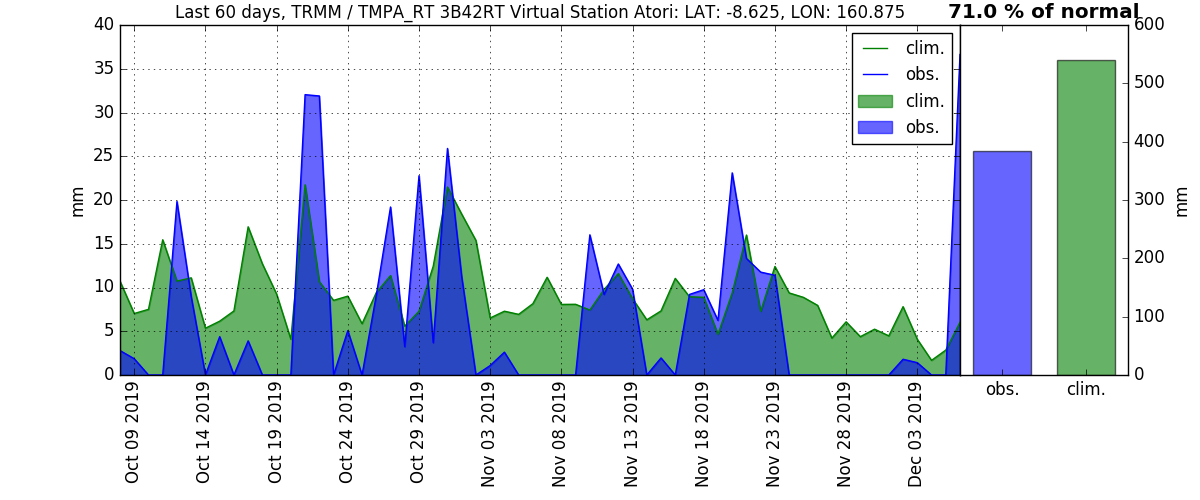 Last 60 days, TRMM / TMPA_RT 3B42RT Virtual Station Atori: LAT: -8.625, LON: 160.875
71.0 % of normal
mm
40
35
30
25
20
15
10
5
0
clim.
obs.
clim.
obs.
Oct 09 2019
Oct 14 2019
Oct 19 2019
Oct 24 2019
Oct 29 2019
Nov 03 2019
Nov 08 2019
Nov 13 2019
Nov 18 2019
Nov 23 2019
Nov 28 2019
Dec 03 2019
600
500
400
300
200
100
0
mm
obs.
clim.